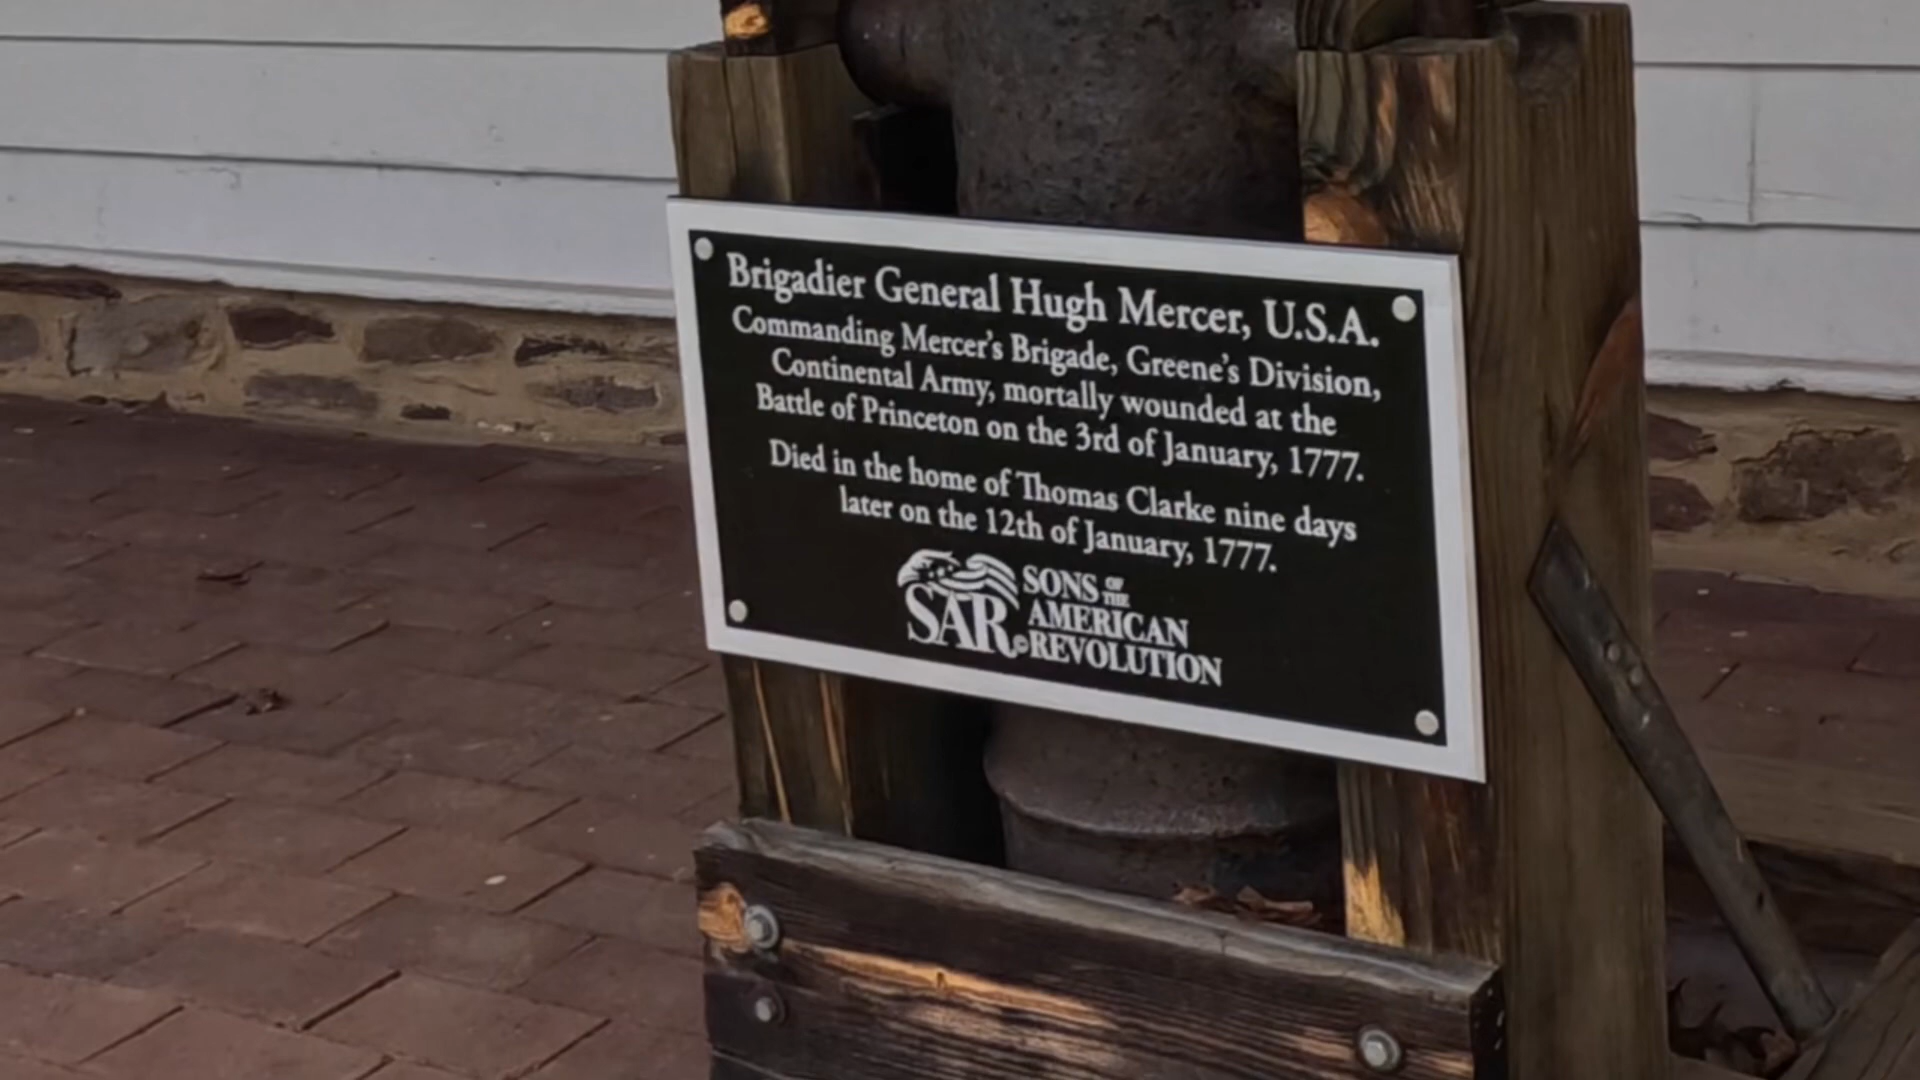 Brigadier General Hugh Mercer, U.S.A.
Commanding Mercer's Brigade, Greene's Division,
Continental Army, mortally wounded at the
Battle of Princeton on the 3rd of January, 1777.
Died in the home of Thomas Clarke nine days
later on the 12th of January, 1777.
SAR
SONS OF THE
AMERICAN
REVOLUTION